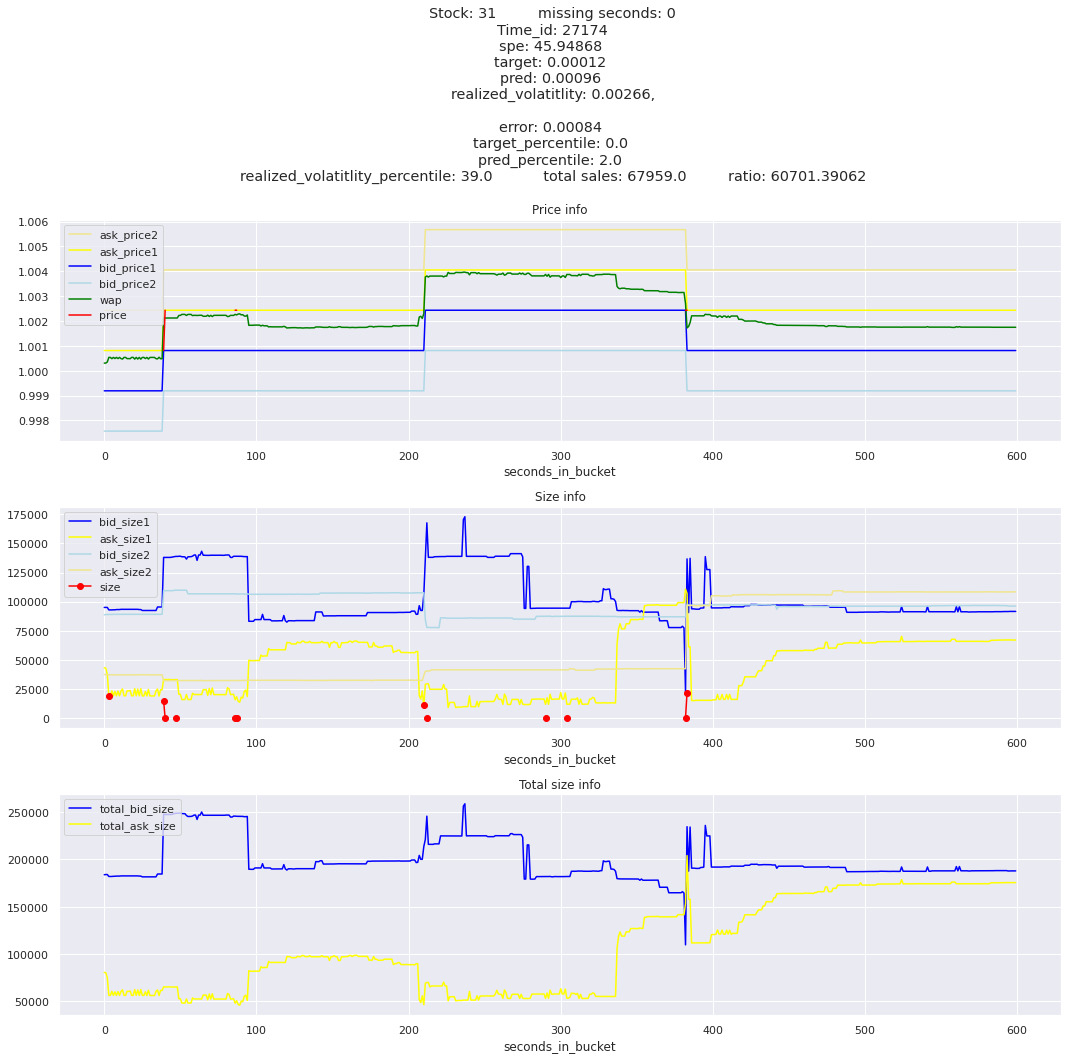 Stock: 31 missing seconds: 0
Time_id: 27174
spe: 45.94868
target: 0.00012
pred: 0.00096
realized_volatitlity: 0.00266,
error: 0.00084
target_percentile: 0.0
pred_percentile: 2.0
realized_volatitlity_percentile: 39.0 total sales: 67959.0 ratio: 60701.39062
Price info
1.006
1.005
1.004
1.003
1.002
1.001
1.000
0.999
0.998
ask_price2
ask_price1
bid_price1
bid_price2
wap
price
0 100 200 300 400 500 600
seconds_in_bucket
Size info
175000
150000
125000
100000
75000
50000
25000
0
bid_size1
ask_size1
bid_size2
ask_size2
size
0 100 200 300 400 500 600
seconds_in_bucket
Total size info
250000
200000
150000
100000
50000
total_bid_size
total_ask_size
0 100 200 300 400 500 600
seconds_in_bucket